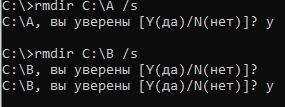 C:\>rmdir C:\A /s
C:\A, вы уверены [Y(да)/N(нет)]? y
C:\>rmdir C:\B /s
C:\B, вы уверены [Y(да)/N(нет)]?
C:\B, вы уверены [Y(да)/N(нет)]? y